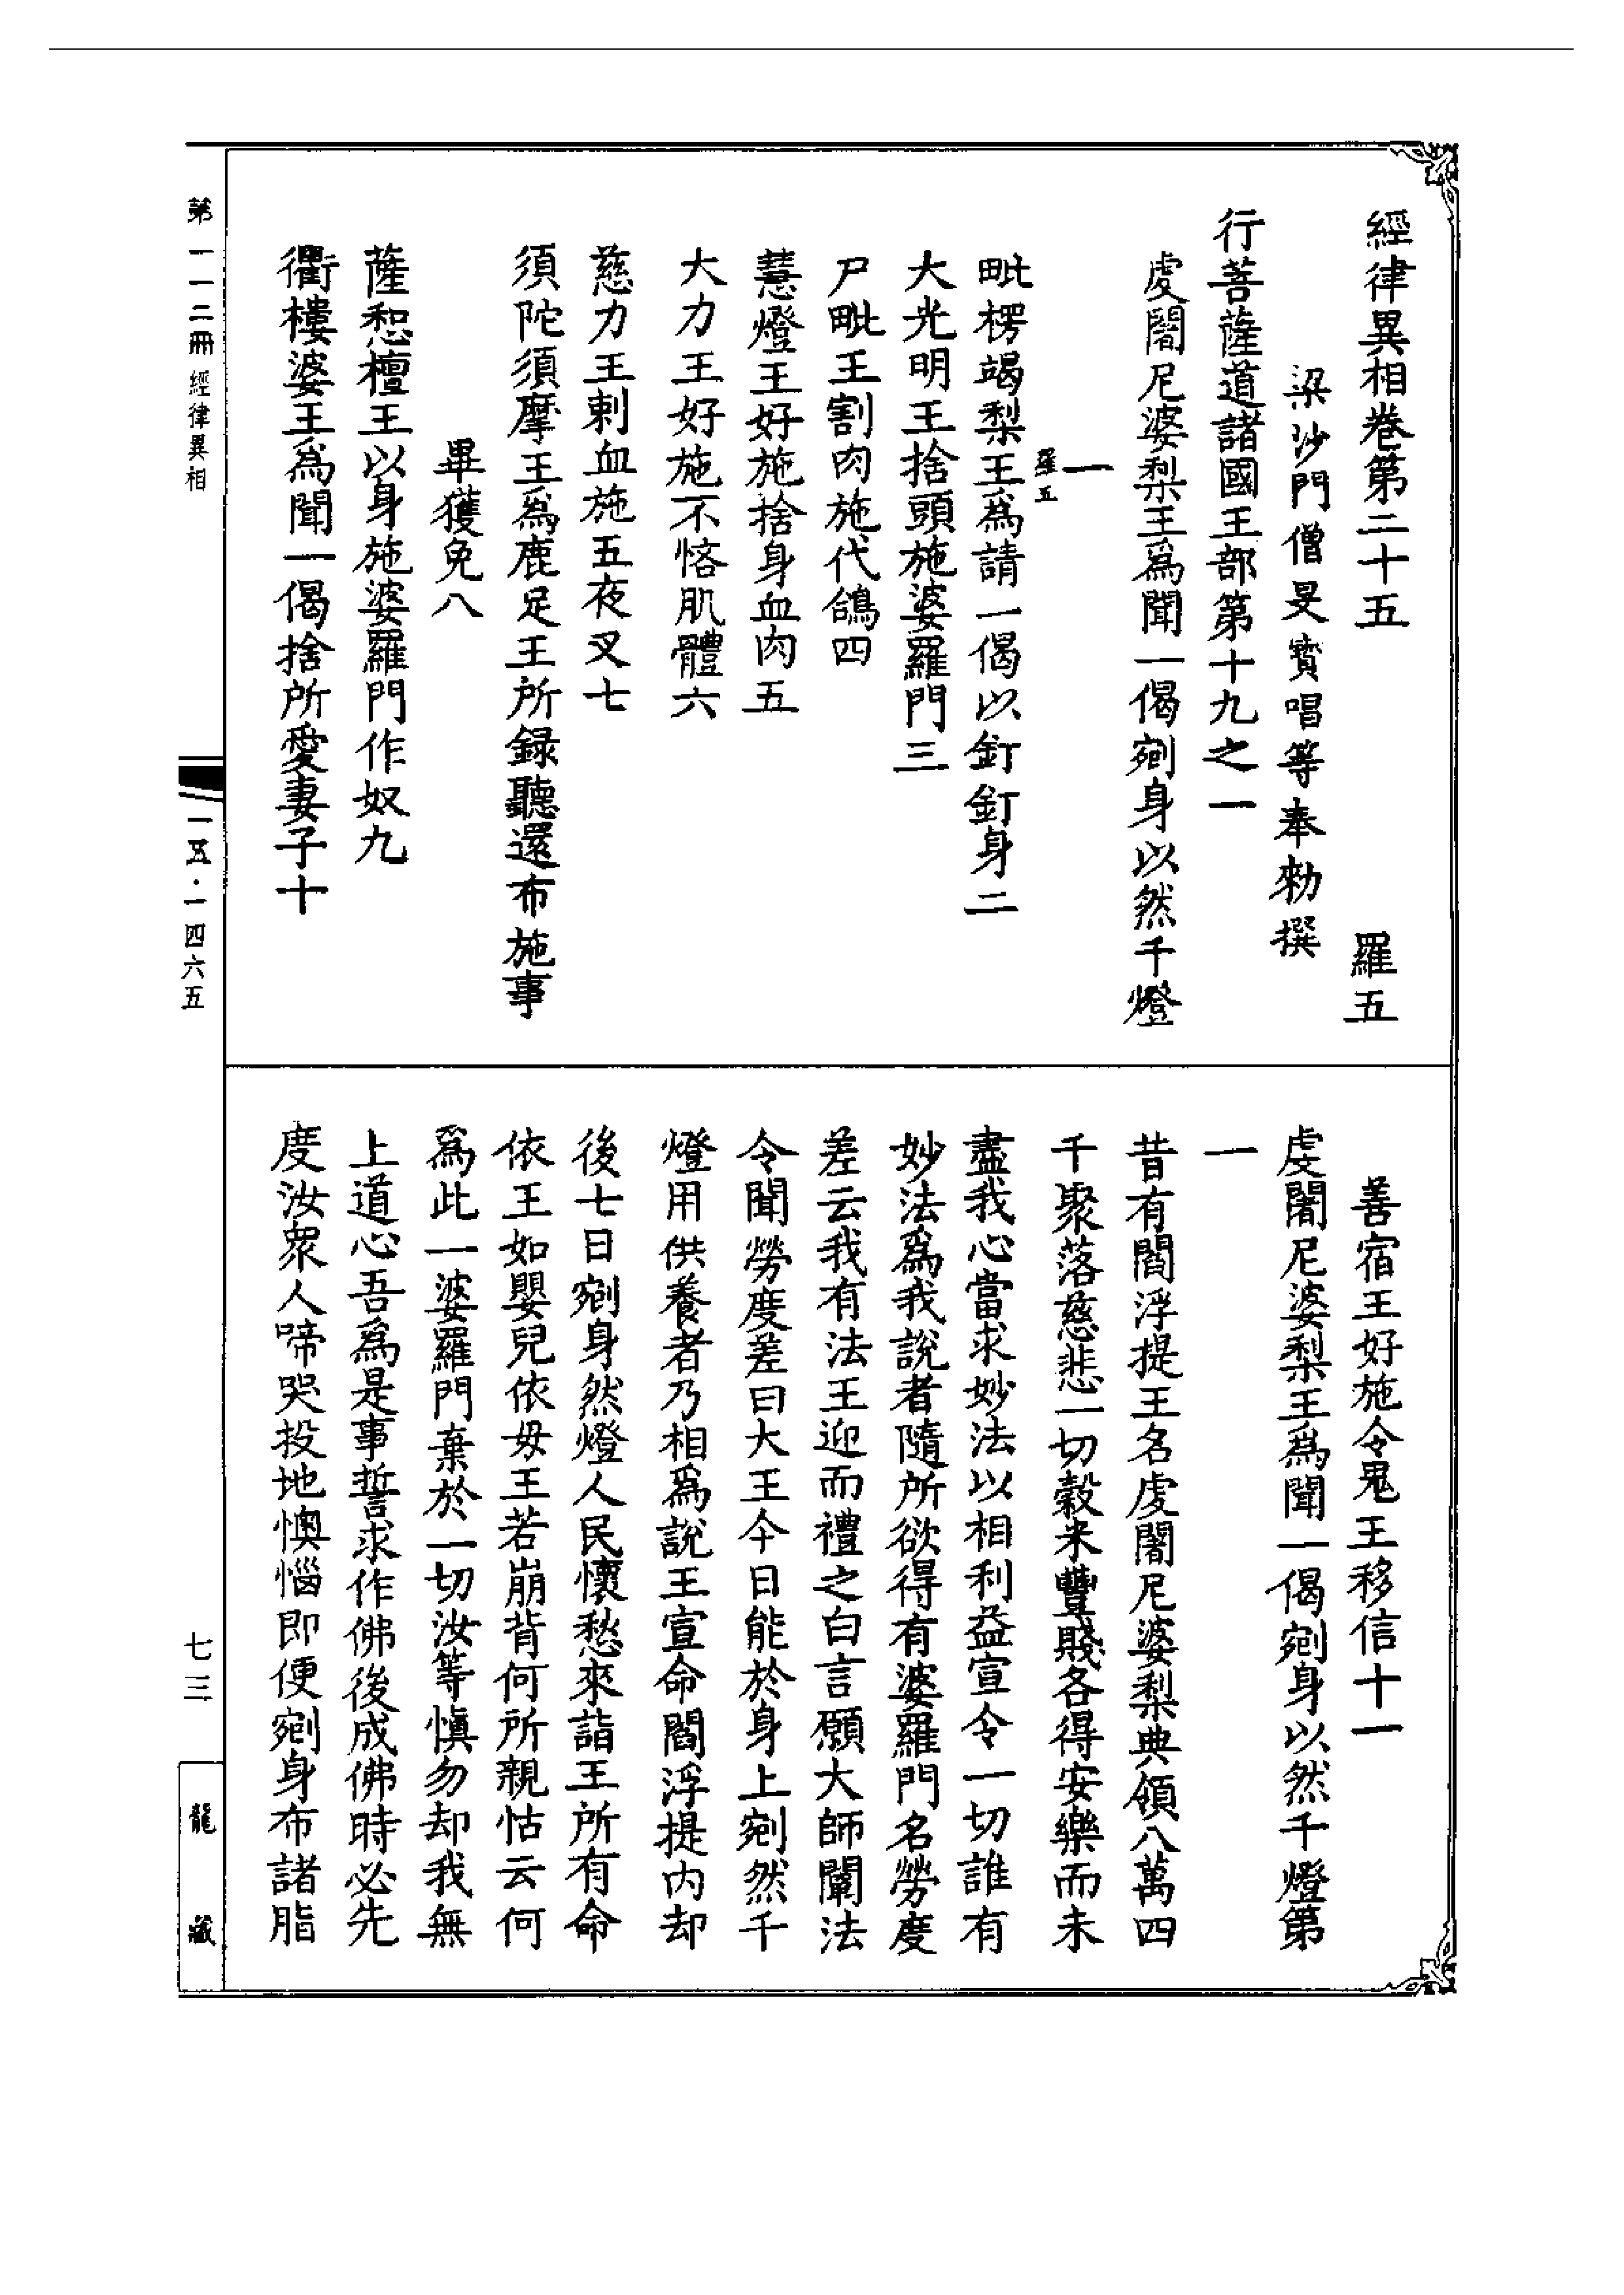 經律異相卷第二十五　羅五
梁沙門僧旻寶唱等奉勑撰
行菩薩道諸國王部第十九之一
虔闍尼婆梨王爲聞一偈剜身以然千燈
一
羅五
毗楞竭梨王爲請一偈以釘釘身二
大光明王捨頭施婆羅門三
尸毗王割肉施代鴿四
慧燈王好施捨身血肉五
大力王好施不悋肌體六
慈力王刺血施五夜叉七
須陀須摩王爲鹿足王所録聽還布施事
畢獲免八
薩惒檀王以身施婆羅門作奴九
衢樓婆王爲聞一偈捨所愛妻子十
善宿王好施令鬼王移信十一
虔闍尼婆梨王爲聞一偈剜身以然千燈第
一
昔有閻浮提王名虔闍尼婆梨典領八萬四
千聚落慈悲一切穀米豐賤各得安樂而未
盡我心當求妙法以相利益宣令一切誰有
妙法爲我說者隨所欲得有婆羅門名勞度
差云我有法王迎而禮之白言願大師闡法
令聞勞度差曰大王今日能於身上剜然千
燈用供養者乃相爲說王宣命閻浮提内却
後七日剜身然燈人民懷愁來詣王所有命
依王如嬰兒依母王若崩背何所親怙云何
爲此一婆羅門棄於一切汝等慎勿却我無
上道心吾爲是事誓求作佛後成佛時必先
度汝衆人啼哭投地懊惱即便剜身布諸脂
第一一二冊 經律異相
一五·一四六五
七三
龍藏